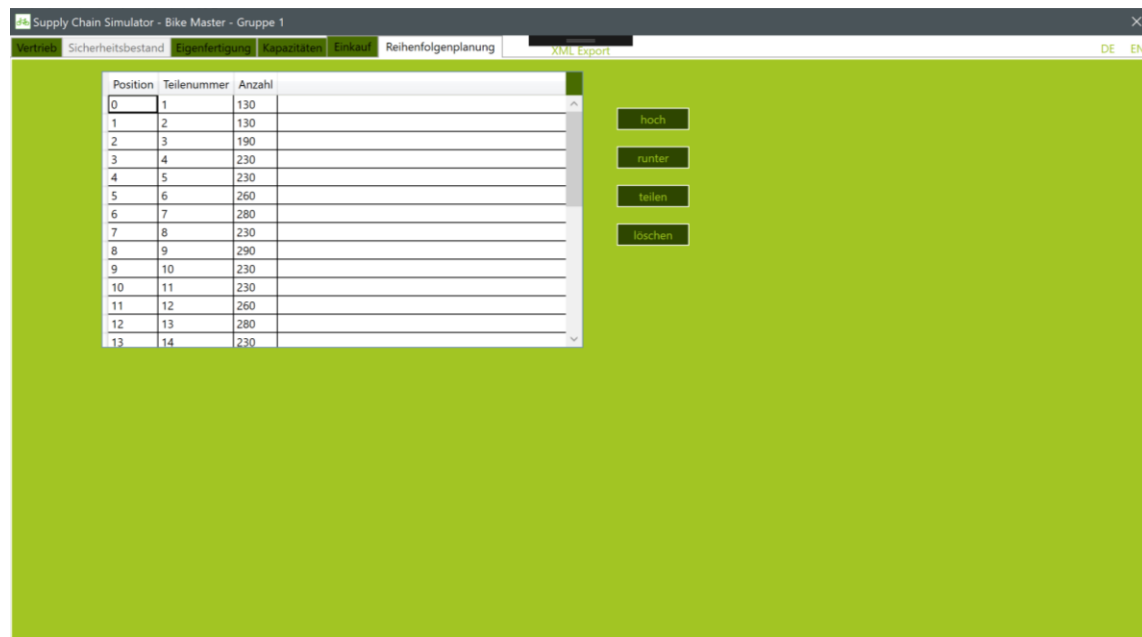 Supply Chain Simulator - Bike Master - Gruppe 1
Vertrieb Sicherheitsbestand Eigenfertigung Kapazitäten Einkauf Reihenfolgenplanung XML Export DE EN
Position Teilenummer Anzahl
0 1 130
1 2 130
2 3 190
3 4 230
4 5 230
5 6 260
6 7 280
7 8 230
8 9 290
9 10 230
10 11 230
11 12 260
12 13 280
13 14 230
hoch
runter
teilen
löschen